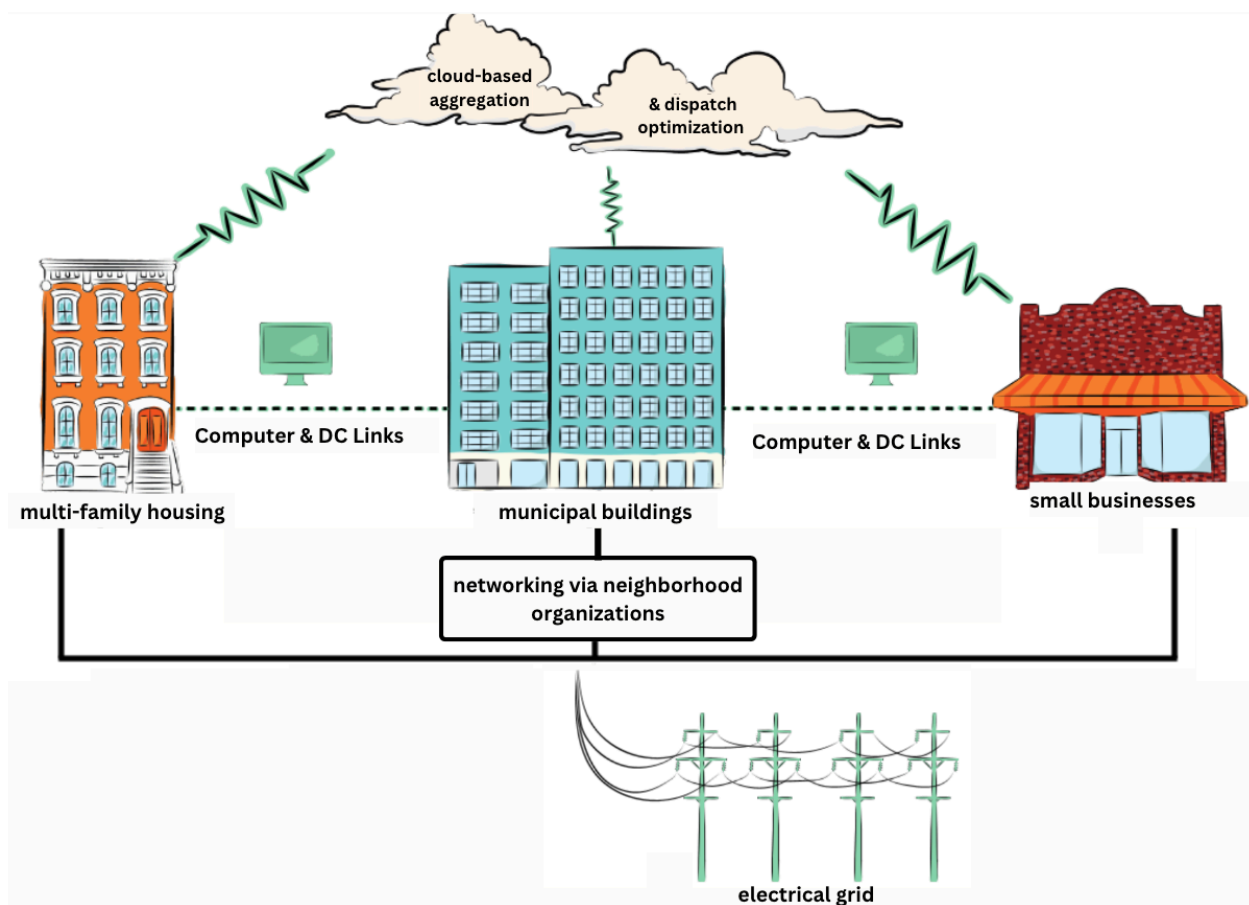 cloud-based
aggregation
& dispatch
optimization
Computer & DC Links
Computer & DC Links
multi-family housing
municipal buildings
small businesses
networking via neighborhood
organizations
electrical grid